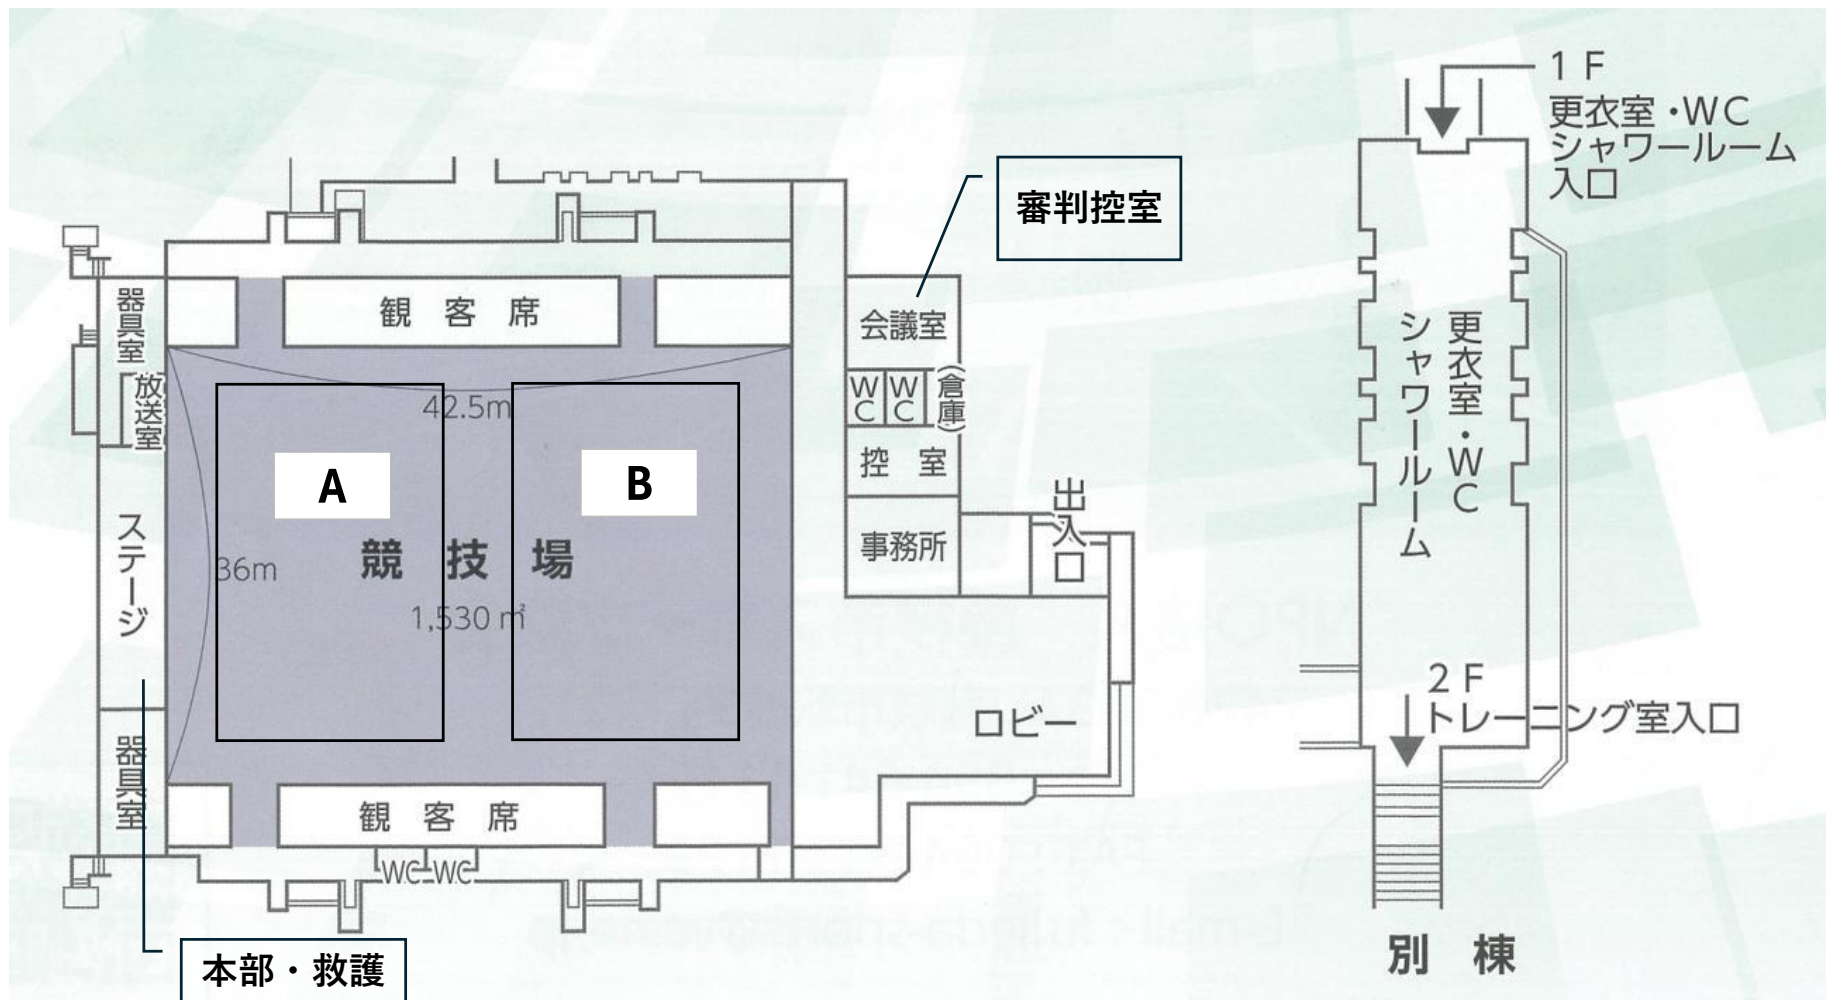 1F
更衣室・WC
シャワールーム
入口
審判控室
器具室
放送室
ステージ
器具室
観客席
42.5m
A
B
36m
競技場
1,530㎡
観客席
WC
WC
会議室
WC
WC
(倉庫)
控室
事務所
出入口
ロビー
更衣室・WC
シャワールーム
2F
トレーニング室入口
別棟
本部・救護